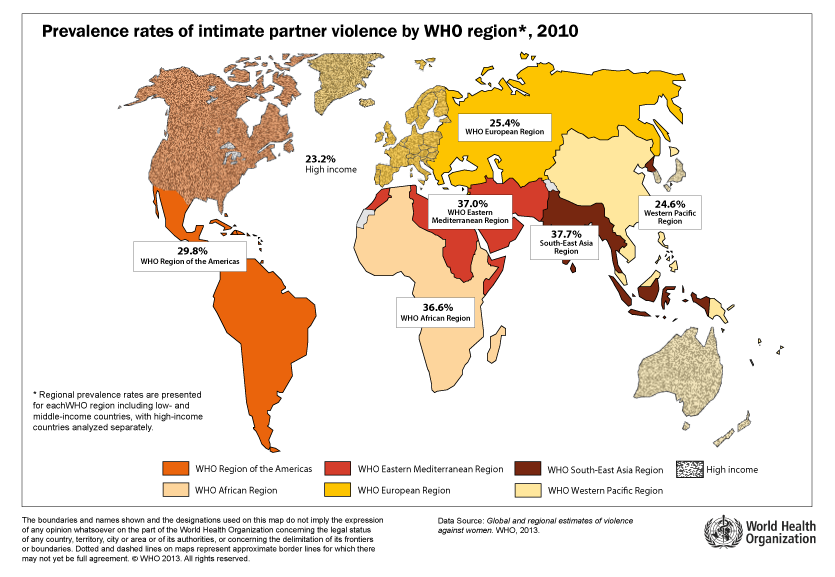 Prevalence rates of intimate partner violence by WHO region*, 2010
25.4%
WHO European Region
23.2%
High income
37.0%
WHO Eastern
Mediterranean Region
24.6%
Western Pacific
Region
37.7%
South-East Asia
Region
29.8%
WHO Region of the Americas
36.6%
WHO African Region
* Regional prevalence rates are presented
for eachWHO region including low- and
middle-income countries, with high-income
countries analyzed separately.
WHO Region of the Americas
WHO Eastern Mediterranean Region
WHO South-East Asia Region
High income
WHO African Region
WHO European Region
WHO Western Pacific Region
The boundaries and names shown and the designations used on this map do not imply the expression
of any opinion whatsoever on the part of the World Health Organization concerning the legal status
of any country, territory, city or area or of its authorities, or concerning the delimitation of its frontiers
or boundaries. Dotted and dashed lines on maps represent approximate border lines for which there
may not yet be full agreement. © WHO 2013. All rights reserved.
Data Source: Global and regional estimates of violence
against women. WHO, 2013.
World Health
Organization